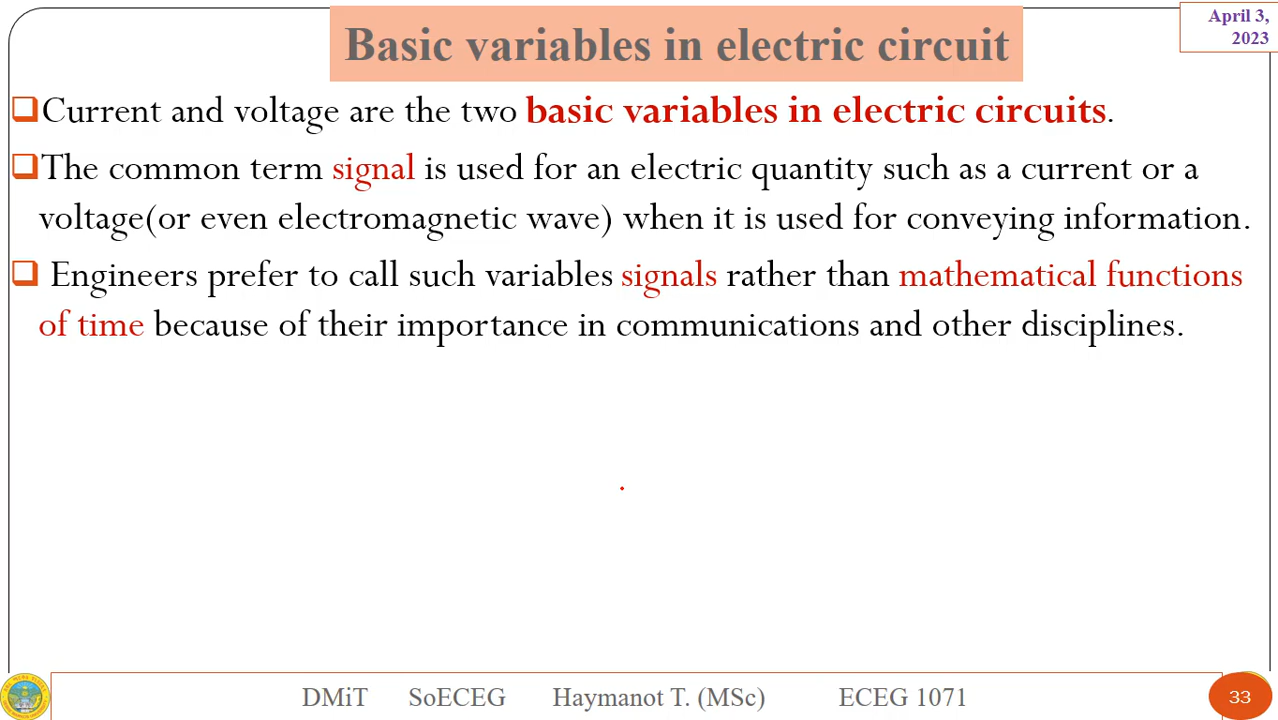 Basic variables in electric circuit
April 3,
2023
Current and voltage are the two basic variables in electric circuits.
The common term signal is used for an electric quantity such as a current or a
voltage(or even electromagnetic wave) when it is used for conveying information.
Engineers prefer to call such variables signals rather than mathematical functions
of time because of their importance in communications and other disciplines.
DMiT SoECEG Haymanot T. (MSc) ECEG 1071
33